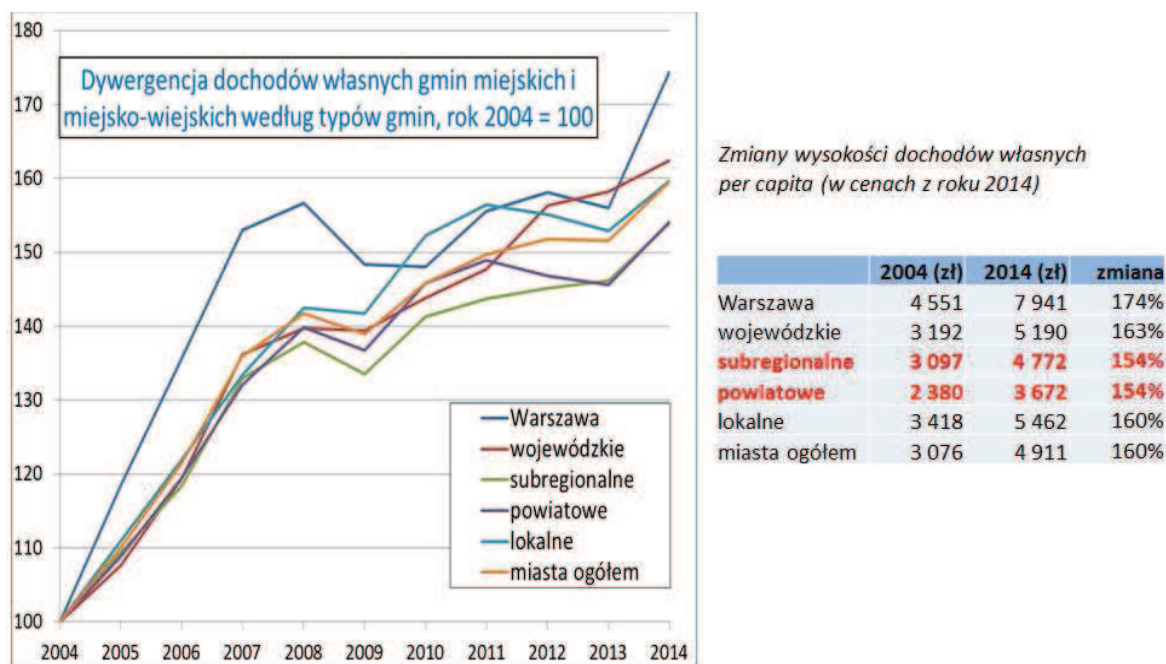 180
170
160
150
140
130
120
110
100
Dywergencja dochodów własnych gmin miejskich i
miejsko-wiejskich według typów gmin, rok 2004 = 100
Warszawa
wojewódzkie
subregionalne
powiatowe
lokalne
miasta ogółem
2004 2005 2006 2007 2008 2009 2010 2011 2012 2013 2014
Zmiany wysokości dochodów własnych
per capita (w cenach z roku 2014)
2004 (zł) 2014 (zł) zmiana
Warszawa 4 551 7 941 174%
wojewódzkie 3 192 5 190 163%
subregionalne 3 097 4 772 154%
powiatowe 2 380 3 672 154%
lokalne 3 418 5 462 160%
miasta ogółem 3 076 4 911 160%